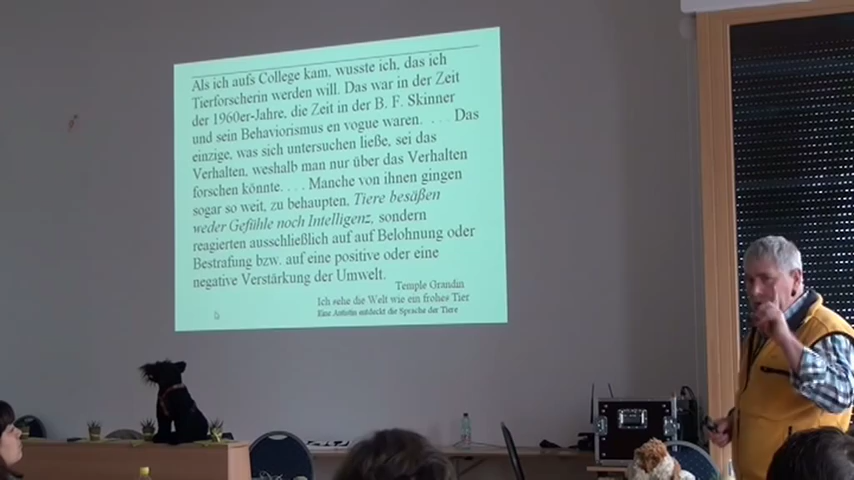 Als ich aufs College kam, wusste ich, das ich
Tierforscherin werden will. Das war in der Zeit
der 1960er-Jahre, die Zeit in der B. F. Skinner
und sein Behaviorismus en vogue waren. . . . Das
einzige, was sich untersuchen ließe, sei das
Verhalten, weshalb man nur über das Verhalten
forschen könnte. . . . Manche von ihnen gingen
sogar so weit, zu behaupten, Tiere besäßen
weder Gefühle noch Intelligenz, sondern
reagierten ausschließlich auf auf Belohnung oder
Bestrafung bzw. auf eine positive oder eine
negative Verstärkung der Umwelt.
Temple Grandin
Ich sehe die Welt wie ein frohes Tier
Eine Autistin entdeckt die Sprache der Tiere